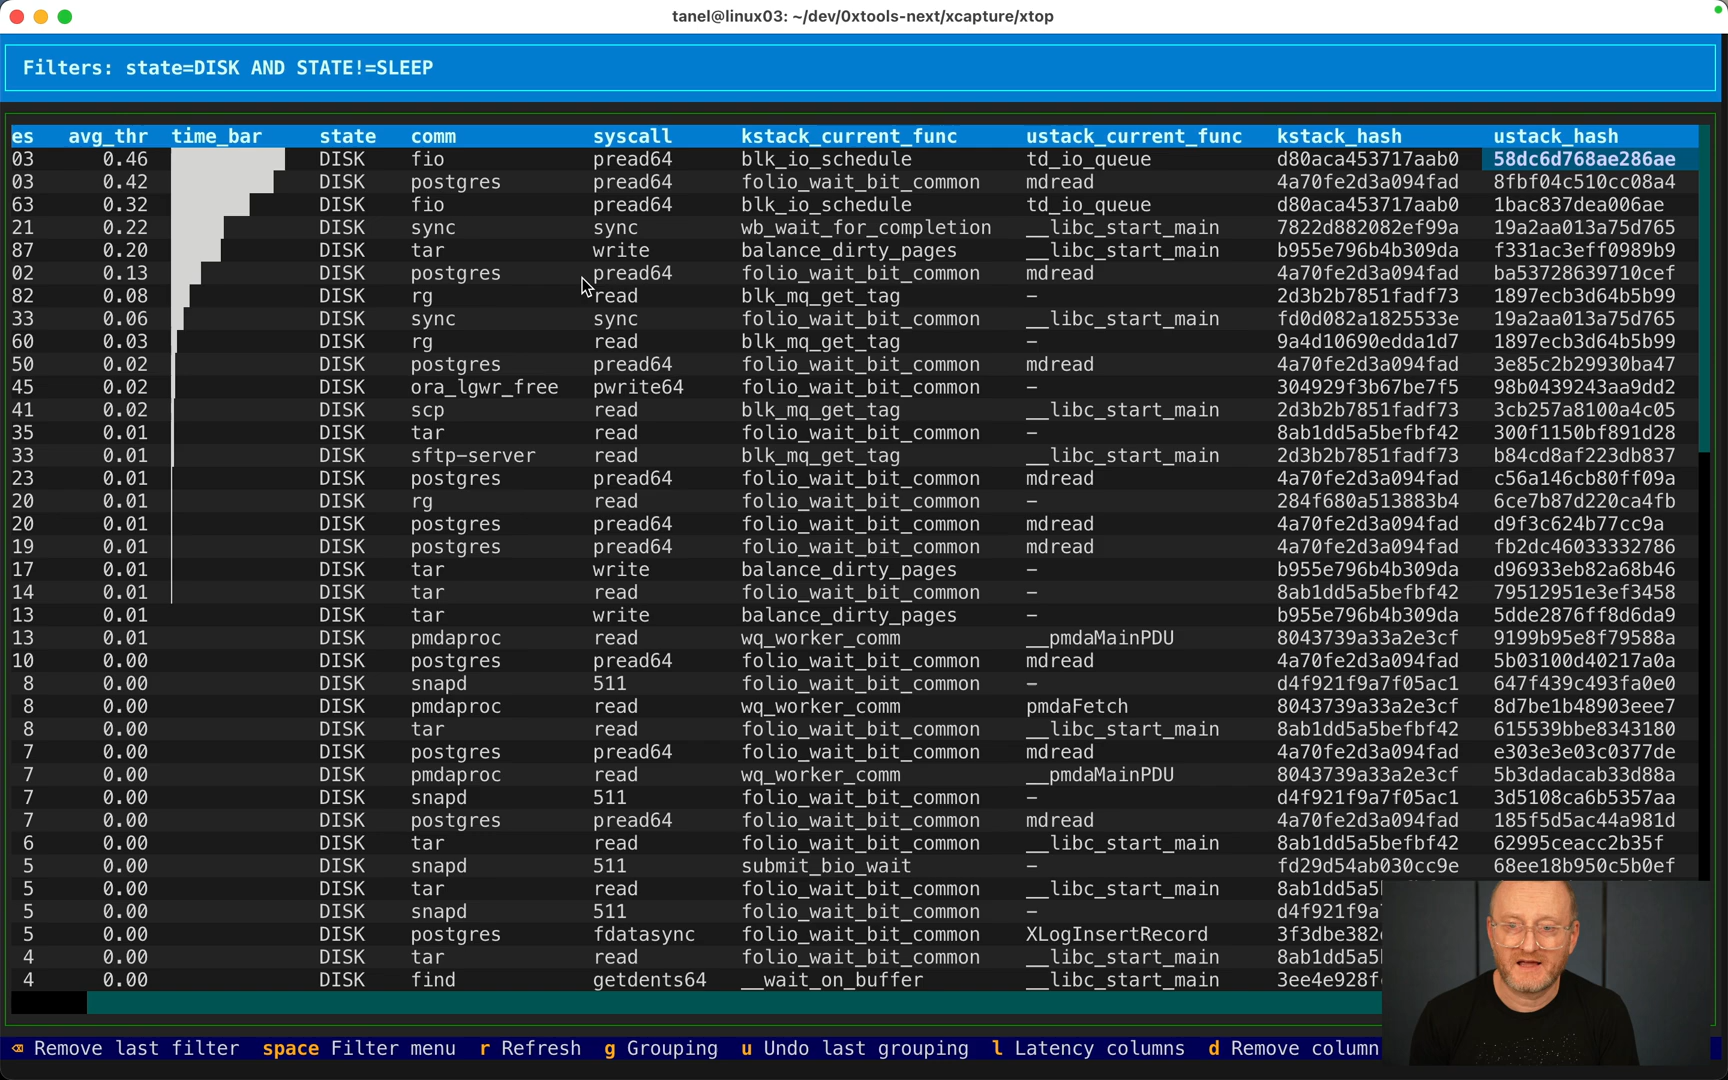 tanel@linux03: ~/dev/0xtools-next/xcapture/xtop
Filters: state=DISK AND STATE!=SLEEP
es avg_thr time_bar state comm syscall kstack_current_func ustack_current_func kstack_hash ustack_hash
03 0.46 DISK fio pread64 blk_io_schedule td_io_queue d80aca453717aab0 58dc6d768ae286ae
03 0.42 DISK postgres pread64 folio_wait_bit_common mdread 4a70fe2d3a094fad 8fbf04c510cc08a4
63 0.32 DISK fio pread64 blk_io_schedule td_io_queue d80aca453717aab0 1bac837dea006ae
21 0.22 DISK sync sync wb_wait_for_completion __libc_start_main 7822d882082ef99a 19a2aa013a75d765
87 0.20 DISK tar write balance_dirty_pages __libc_start_main b955e796b4b309da f331ac3eff0989b9
02 0.13 DISK postgres pread64 folio_wait_bit_common mdread 4a70fe2d3a094fad ba53728639710cef
82 0.08 DISK rg read blk_mq_get_tag - 2d3b2b7851fadf73 1897ecb3d64b5b99
33 0.06 DISK sync sync folio_wait_bit_common __libc_start_main fd0d082a1825533e 19a2aa013a75d765
60 0.03 DISK rg read blk_mq_get_tag - 9a4d10690edda1d7 1897ecb3d64b5b99
50 0.02 DISK postgres pread64 folio_wait_bit_common mdread 4a70fe2d3a094fad 3e85c2b29930ba47
45 0.02 DISK ora_lgwr_free pwrite64 folio_wait_bit_common - 304929f3b67be7f5 98b0439243aa9dd2
41 0.02 DISK scp read blk_mq_get_tag __libc_start_main 2d3b2b7851fadf73 3cb257a8100a4c05
35 0.01 DISK tar read folio_wait_bit_common - 8ab1dd5a5befbf42 300f1150bf891d28
33 0.01 DISK sftp-server read blk_mq_get_tag __libc_start_main 2d3b2b7851fadf73 b84cd8af223db837
23 0.01 DISK postgres pread64 folio_wait_bit_common mdread 4a70fe2d3a094fad c56a146cb80ff09a
20 0.01 DISK rg read folio_wait_bit_common - 284f680a513883b4 6ce7b87d220ca4fb
20 0.01 DISK postgres pread64 folio_wait_bit_common mdread 4a70fe2d3a094fad d9f3c624b77cc9a
19 0.01 DISK postgres pread64 folio_wait_bit_common mdread 4a70fe2d3a094fad fb2dc46033332786
17 0.01 DISK tar write balance_dirty_pages - b955e796b4b309da d96933eb82a68b46
14 0.01 DISK tar read folio_wait_bit_common - 8ab1dd5a5befbf42 79512951e3ef3458
13 0.01 DISK tar write balance_dirty_pages - b955e796b4b309da 5dde2876ff8d6da9
13 0.01 DISK pmdaproc read wq_worker_comm __pmdaMainPDU 8043739a33a2e3cf 9199b95e8f79588a
10 0.00 DISK postgres pread64 folio_wait_bit_common mdread 4a70fe2d3a094fad 5b03100d40217a0a
8 0.00 DISK snapd 511 folio_wait_bit_common - d4f921f9a7f05ac1 647f439c493fa0e0
8 0.00 DISK pmdaproc read wq_worker_comm pmdaFetch 8043739a33a2e3cf 8d7be1b48903eee7
8 0.00 DISK tar read folio_wait_bit_common __libc_start_main 8ab1dd5a5befbf42 615539bbe8343180
7 0.00 DISK postgres pread64 folio_wait_bit_common mdread 4a70fe2d3a094fad e303e3e03c0377de
7 0.00 DISK pmdaproc read wq_worker_comm __pmdaMainPDU 8043739a33a2e3cf 5b3dadacab33d88a
7 0.00 DISK snapd 511 folio_wait_bit_common - d4f921f9a7f05ac1 3d5108ca6b5357aa
7 0.00 DISK postgres pread64 folio_wait_bit_common mdread 4a70fe2d3a094fad 185f5d5ac44a981d
6 0.00 DISK tar read folio_wait_bit_common __libc_start_main 8ab1dd5a5befbf42 62995ceacc2b35f
5 0.00 DISK snapd 511 submit_bio_wait - fd29d54ab030cc9e 68ee18b950c5b0ef
5 0.00 DISK tar read folio_wait_bit_common __libc_start_main 8ab1dd5a5
5 0.00 DISK snapd 511 folio_wait_bit_common - d4f921f9a
5 0.00 DISK postgres fdatasync folio_wait_bit_common XLogInsertRecord 3f3dbe382
4 0.00 DISK tar read folio_wait_bit_common __libc_start_main 8ab1dd5a5
4 0.00 DISK find getdents64 __wait_on_buffer __libc_start_main 3ee4e928f
⌫ Remove last filter space Filter menu r Refresh g Grouping u Undo last grouping l Latency columns d Remove column